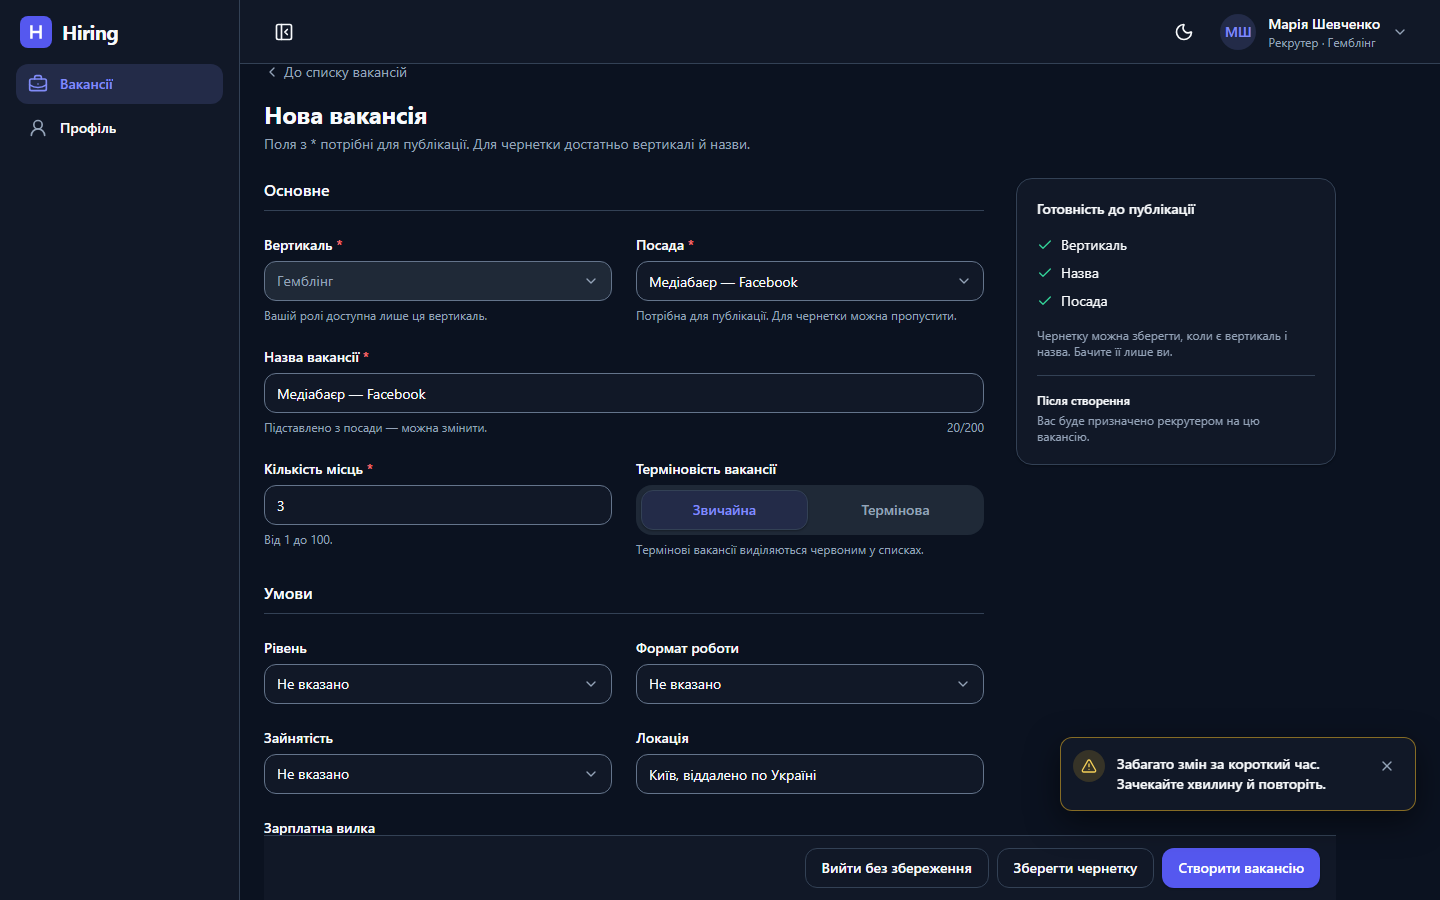 H Hiring
МШ Марія Шевченко
Рекрутер · Гемблінг
Вакансії
Профіль
До списку вакансій
Нова вакансія
Поля з * потрібні для публікації. Для чернетки достатньо вертикалі й назви.
Основне
Вертикаль *
Гемблінг
Вашій ролі доступна лише ця вертикаль.
Посада *
Медіабаєр — Facebook
Потрібна для публікації. Для чернетки можна пропустити.
Назва вакансії *
Медіабаєр — Facebook
Підставлено з посади — можна змінити.
20/200
Кількість місць *
3
Від 1 до 100.
Терміновість вакансії
Звичайна
Термінова
Термінові вакансії виділяються червоним у списках.
Умови
Рівень
Не вказано
Формат роботи
Не вказано
Зайнятість
Не вказано
Локація
Київ, віддалено по Україні
Зарплатна вилка
Готовність до публікації
Вертикаль
Назва
Посада
Чернетку можна зберегти, коли є вертикаль і
назва. Бачите її лише ви.
Після створення
Вас буде призначено рекрутером на цю
вакансію.
Забагато змін за короткий час.
Зачекайте хвилину й повторіть.
Вийти без збереження
Зберегти чернетку
Створити вакансію